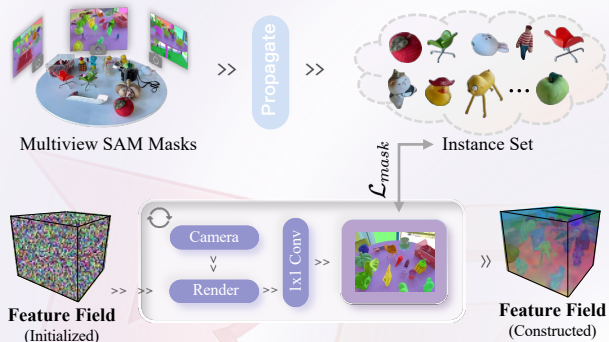 Propagate
Multiview SAM Masks
Instance Set
ℒmask
Camera
Render
1x1 Conv
Feature Field
(Initialized)
Feature Field
(Constructed)